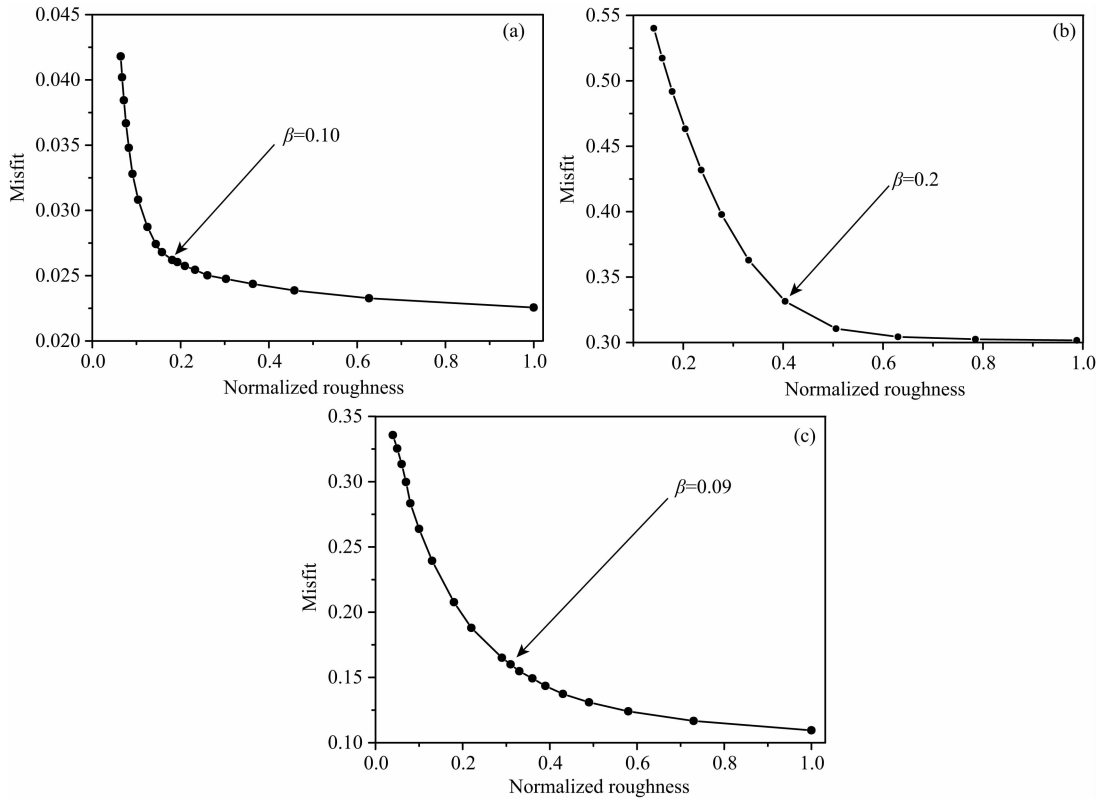 0.045
(a)
0.040
0.035
β=0.10
Misfit
0.030
0.025
0.020
0.0 0.2 0.4 0.6 0.8 1.0
Normalized roughness
0.55
(b)
0.50
0.45
β=0.2
Misfit
0.40
0.35
0.30
0.2 0.4 0.6 0.8 1.0
Normalized roughness
0.35
(c)
0.30
β=0.09
0.25
Misfit
0.20
0.15
0.10
0.0 0.2 0.4 0.6 0.8 1.0
Normalized roughness